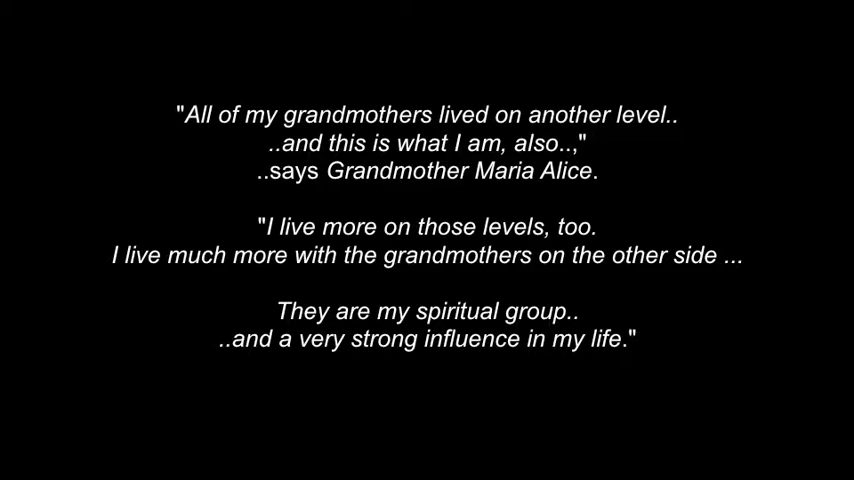 "All of my grandmothers lived on another level..
..and this is what I am, also..,"
..says Grandmother Maria Alice.
"I live more on those levels, too.
I live much more with the grandmothers on the other side ...
They are my spiritual group..
..and a very strong influence in my life."